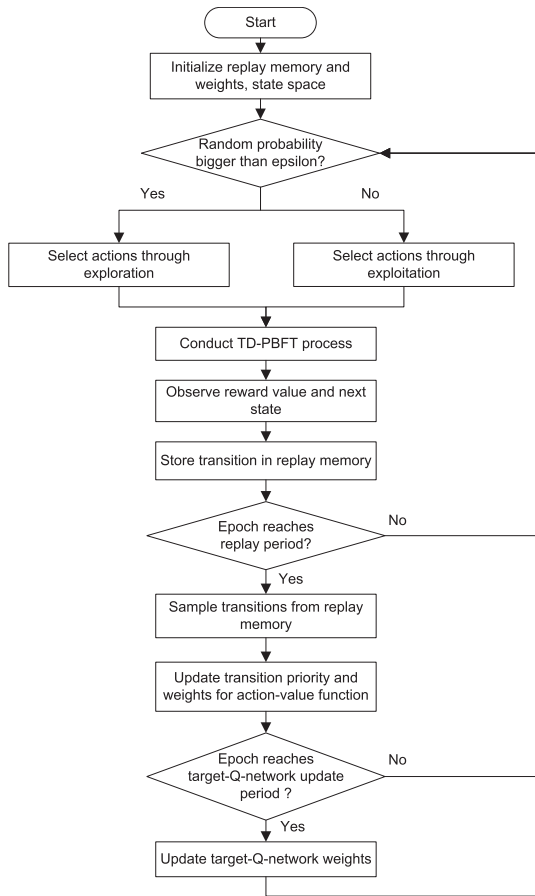 Start
Initialize replay memory and
weights, state space
Random probability
bigger than epsilon?
Yes
No
Select actions through
exploration
Select actions through
exploitation
Conduct TD-PBFT process
Observe reward value and next
state
Store transition in replay memory
Epoch reaches
replay period?
No
Yes
Sample transitions from replay
memory
Update transition priority and
weights for action-value function
Epoch reaches
target-Q-network update
period ?
No
Yes
Update target-Q-network weights